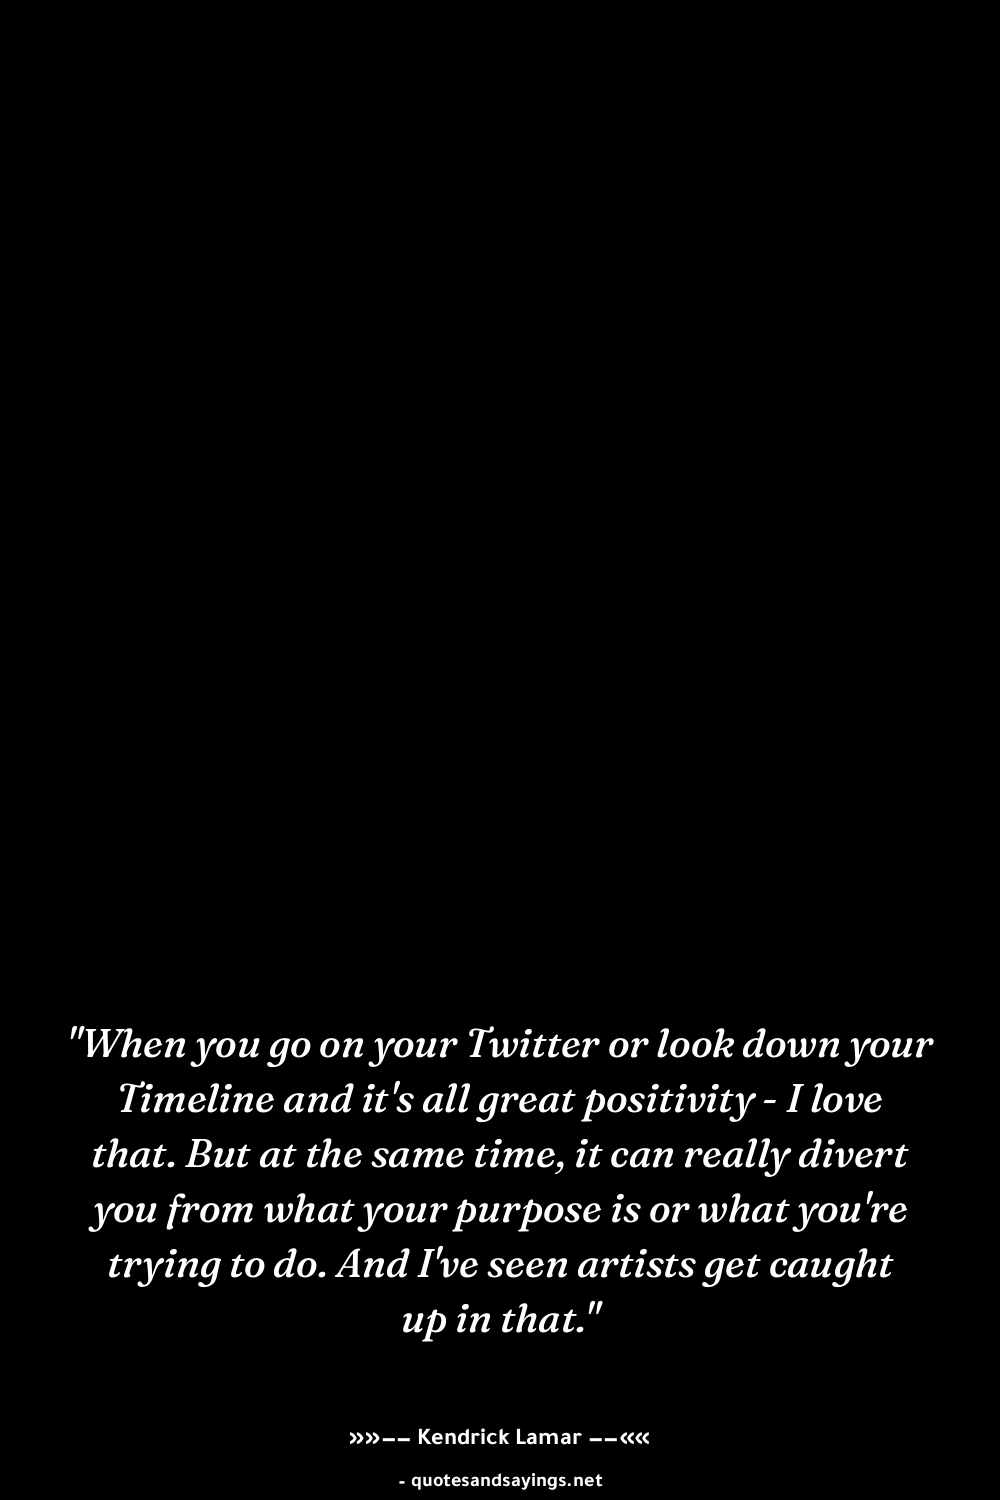 "When you go on your Twitter or look down your
Timeline and it's all great positivity - I love
that. But at the same time, it can really divert
you from what your purpose is or what you're
trying to do. And I've seen artists get caught
up in that."
»»—— Kendrick Lamar ——««
- quotesandsayings.net